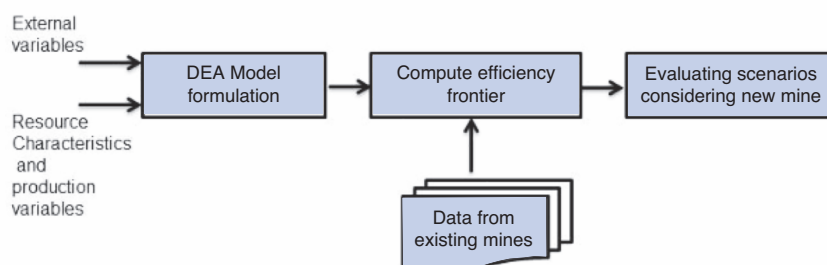 External
variables
DEA Model
formulation
Compute efficiency
frontier
Evaluating scenarios
considering new mine
Resource
Characteristics
and
production
variables
Data from
existing mines